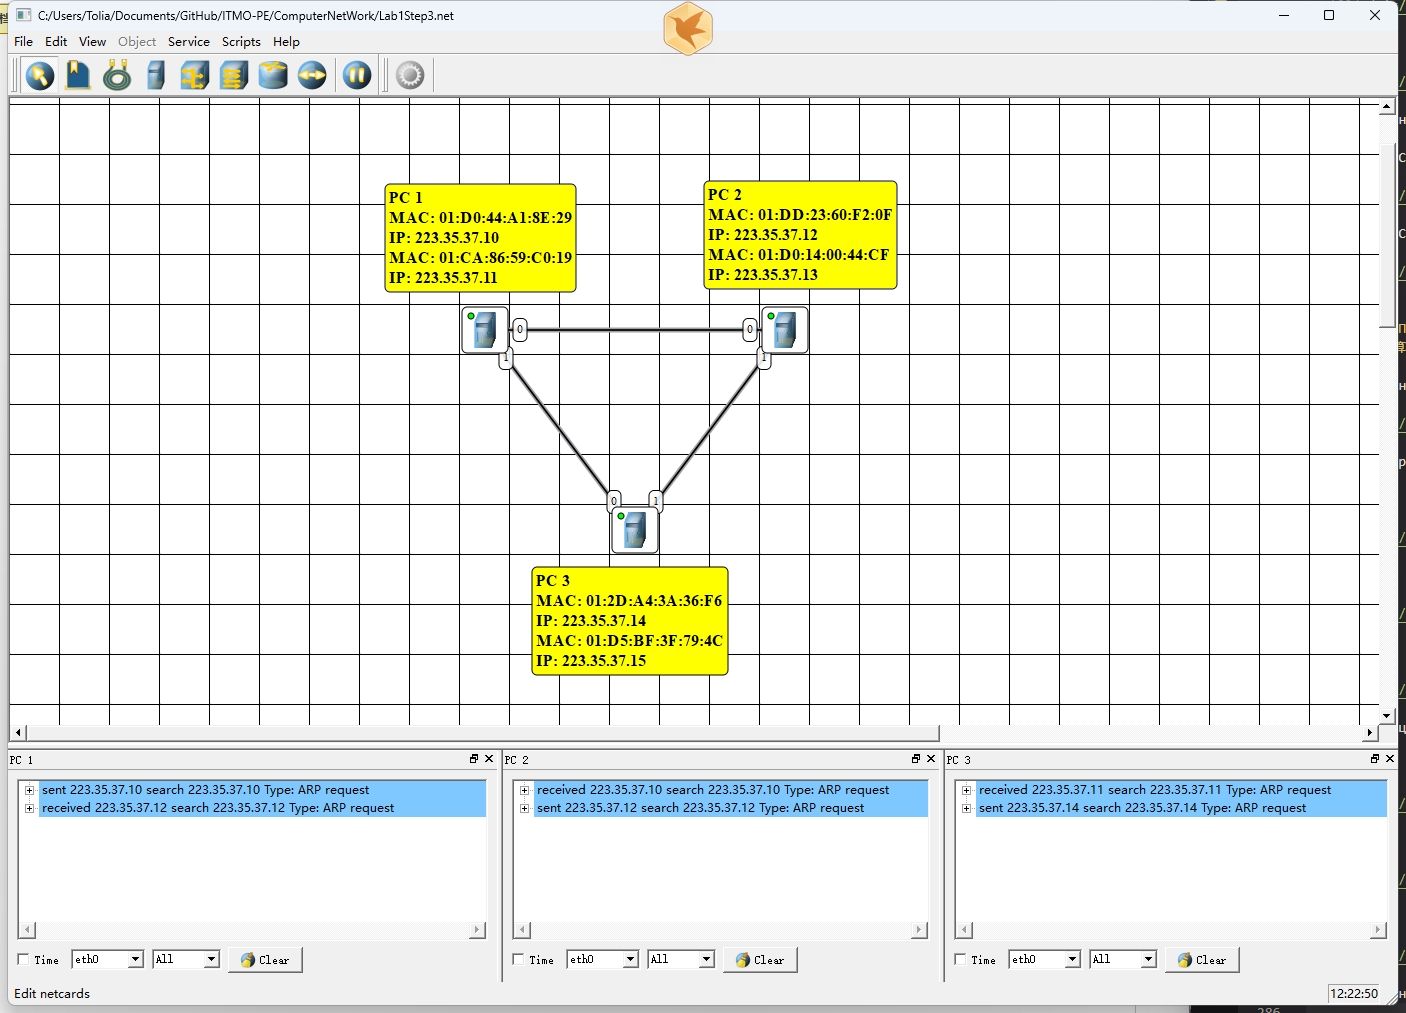 C:/Users/Tolia/Documents/GitHub/ITMO-PE/ComputerNetWork/Lab1Step3.net
File Edit View Object Service Scripts Help
PC 1
MAC: 01:D0:44:A1:8E:29
IP: 223.35.37.10
MAC: 01:CA:86:59:C0:19
IP: 223.35.37.11
PC 2
MAC: 01:DD:23:60:F2:0F
IP: 223.35.37.12
MAC: 01:D0:14:00:44:CF
IP: 223.35.37.13
0
0
1
1
0
1
PC 3
MAC: 01:2D:A4:3A:36:F6
IP: 223.35.37.14
MAC: 01:D5:BF:3F:79:4C
IP: 223.35.37.15
PC 1
sent 223.35.37.10 search 223.35.37.10 Type: ARP request
received 223.35.37.12 search 223.35.37.12 Type: ARP request
Time eth0 All Clear
PC 2
received 223.35.37.10 search 223.35.37.10 Type: ARP request
sent 223.35.37.12 search 223.35.37.12 Type: ARP request
Time eth0 All Clear
PC 3
received 223.35.37.11 search 223.35.37.11 Type: ARP request
sent 223.35.37.14 search 223.35.37.14 Type: ARP request
Time eth0 All Clear
Edit netcards
12:22:50